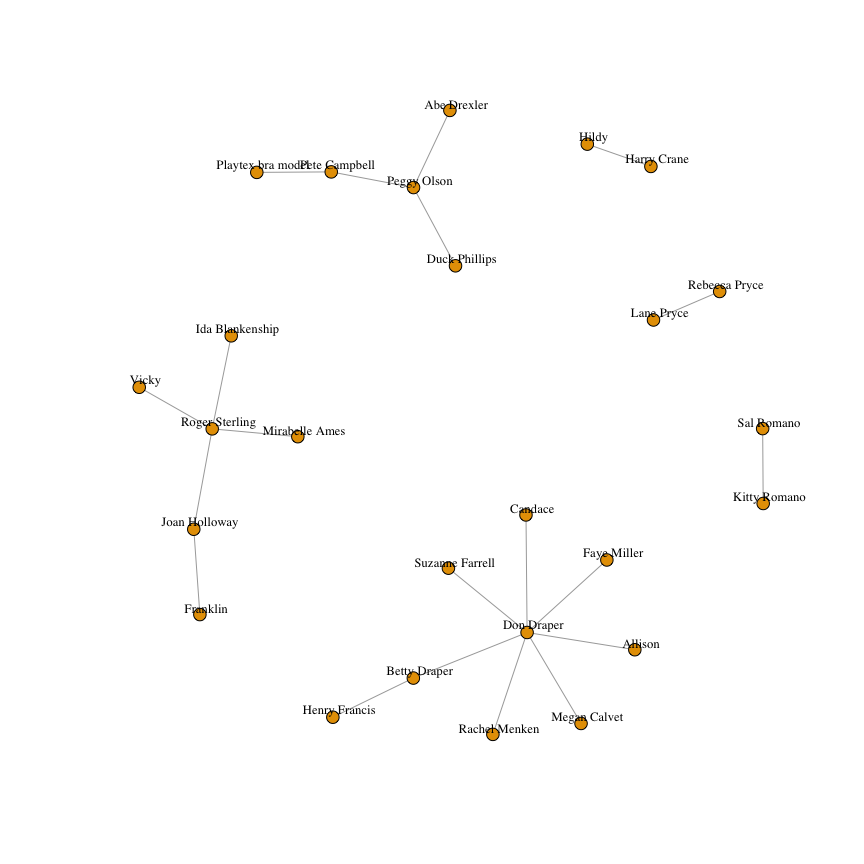 Abe Drexler
Hildy
Harry Crane
Playtex bra model
Pete Campbell
Peggy Olson
Duck Phillips
Rebecca Pryce
Lane Pryce
Ida Blankenship
Vicky
Roger Sterling
Mirabelle Ames
Sal Romano
Kitty Romano
Candace
Joan Holloway
Suzanne Farrell
Faye Miller
Franklin
Don Draper
Allison
Betty Draper
Henry Francis
Megan Calvet
Rachel Menken